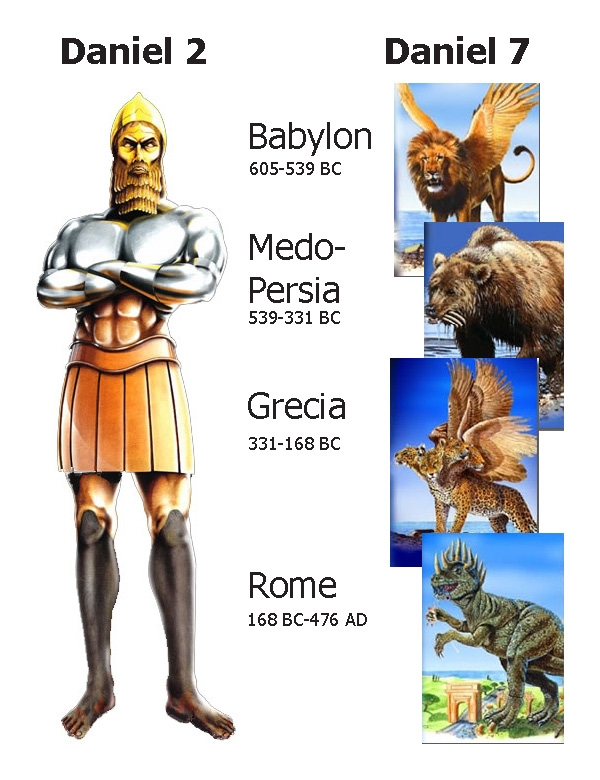 Daniel 2
Daniel 7
Babylon
605-539 BC
Medo-
Persia
539-331 BC
Grecia
331-168 BC
Rome
168 BC-476 AD